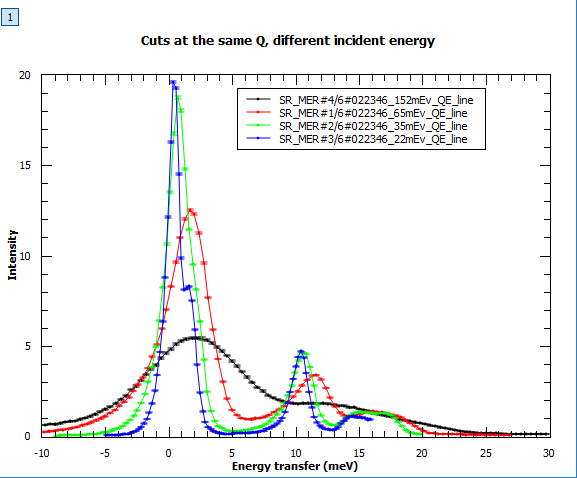 1
Cuts at the same Q, different incident energy
SR_MER#4/6#022346_152mEv_QE_line
SR_MER#1/6#022346_65mEv_QE_line
SR_MER#2/6#022346_35mEv_QE_line
SR_MER#3/6#022346_22mEv_QE_line
20
15
10
5
0
Intensity
-10 -5 0 5 10 15 20 25 30
Energy transfer (meV)